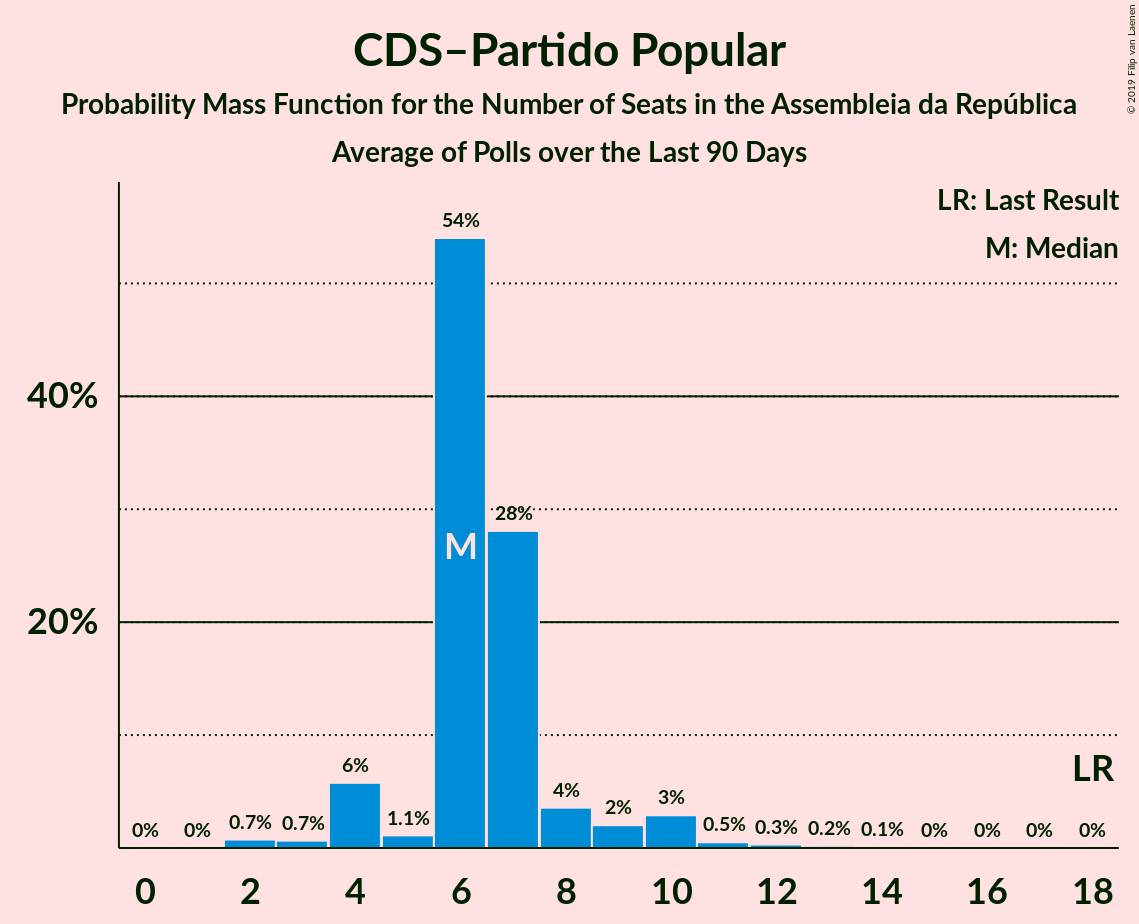 CDS–Partido Popular
Probability Mass Function for the Number of Seats in the Assembleia da República
Average of Polls over the Last 90 Days
© 2019 Filip van Laenen
LR: Last Result
M: Median
54%
40%
28%
M
20%
LR
6%
4%
3%
2%
1.1%
0.7%
0.7%
0.5%
0.3%
0.2%
0.1%
0%
0%
0%
0%
0%
0%
0 2 4 6 8 10 12 14 16 18